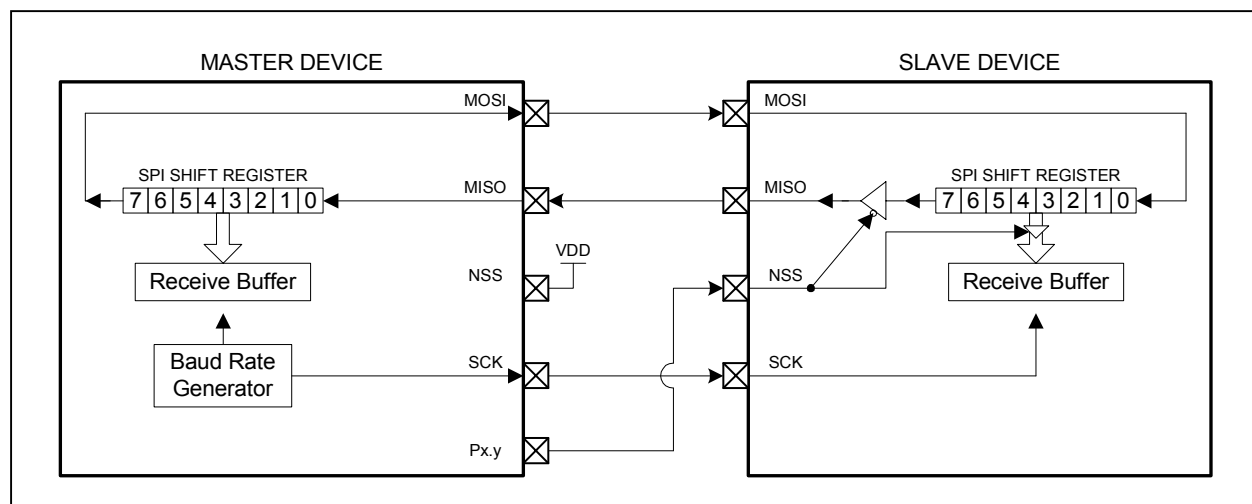 MASTER DEVICE
MOSI
SPI SHIFT REGISTER
7 6 5 4 3 2 1 0
MISO
Receive Buffer
NSS
VDD
Baud Rate
Generator
SCK
Px.y
SLAVE DEVICE
MOSI
MISO
SPI SHIFT REGISTER
7 6 5 4 3 2 1 0
NSS
Receive Buffer
SCK